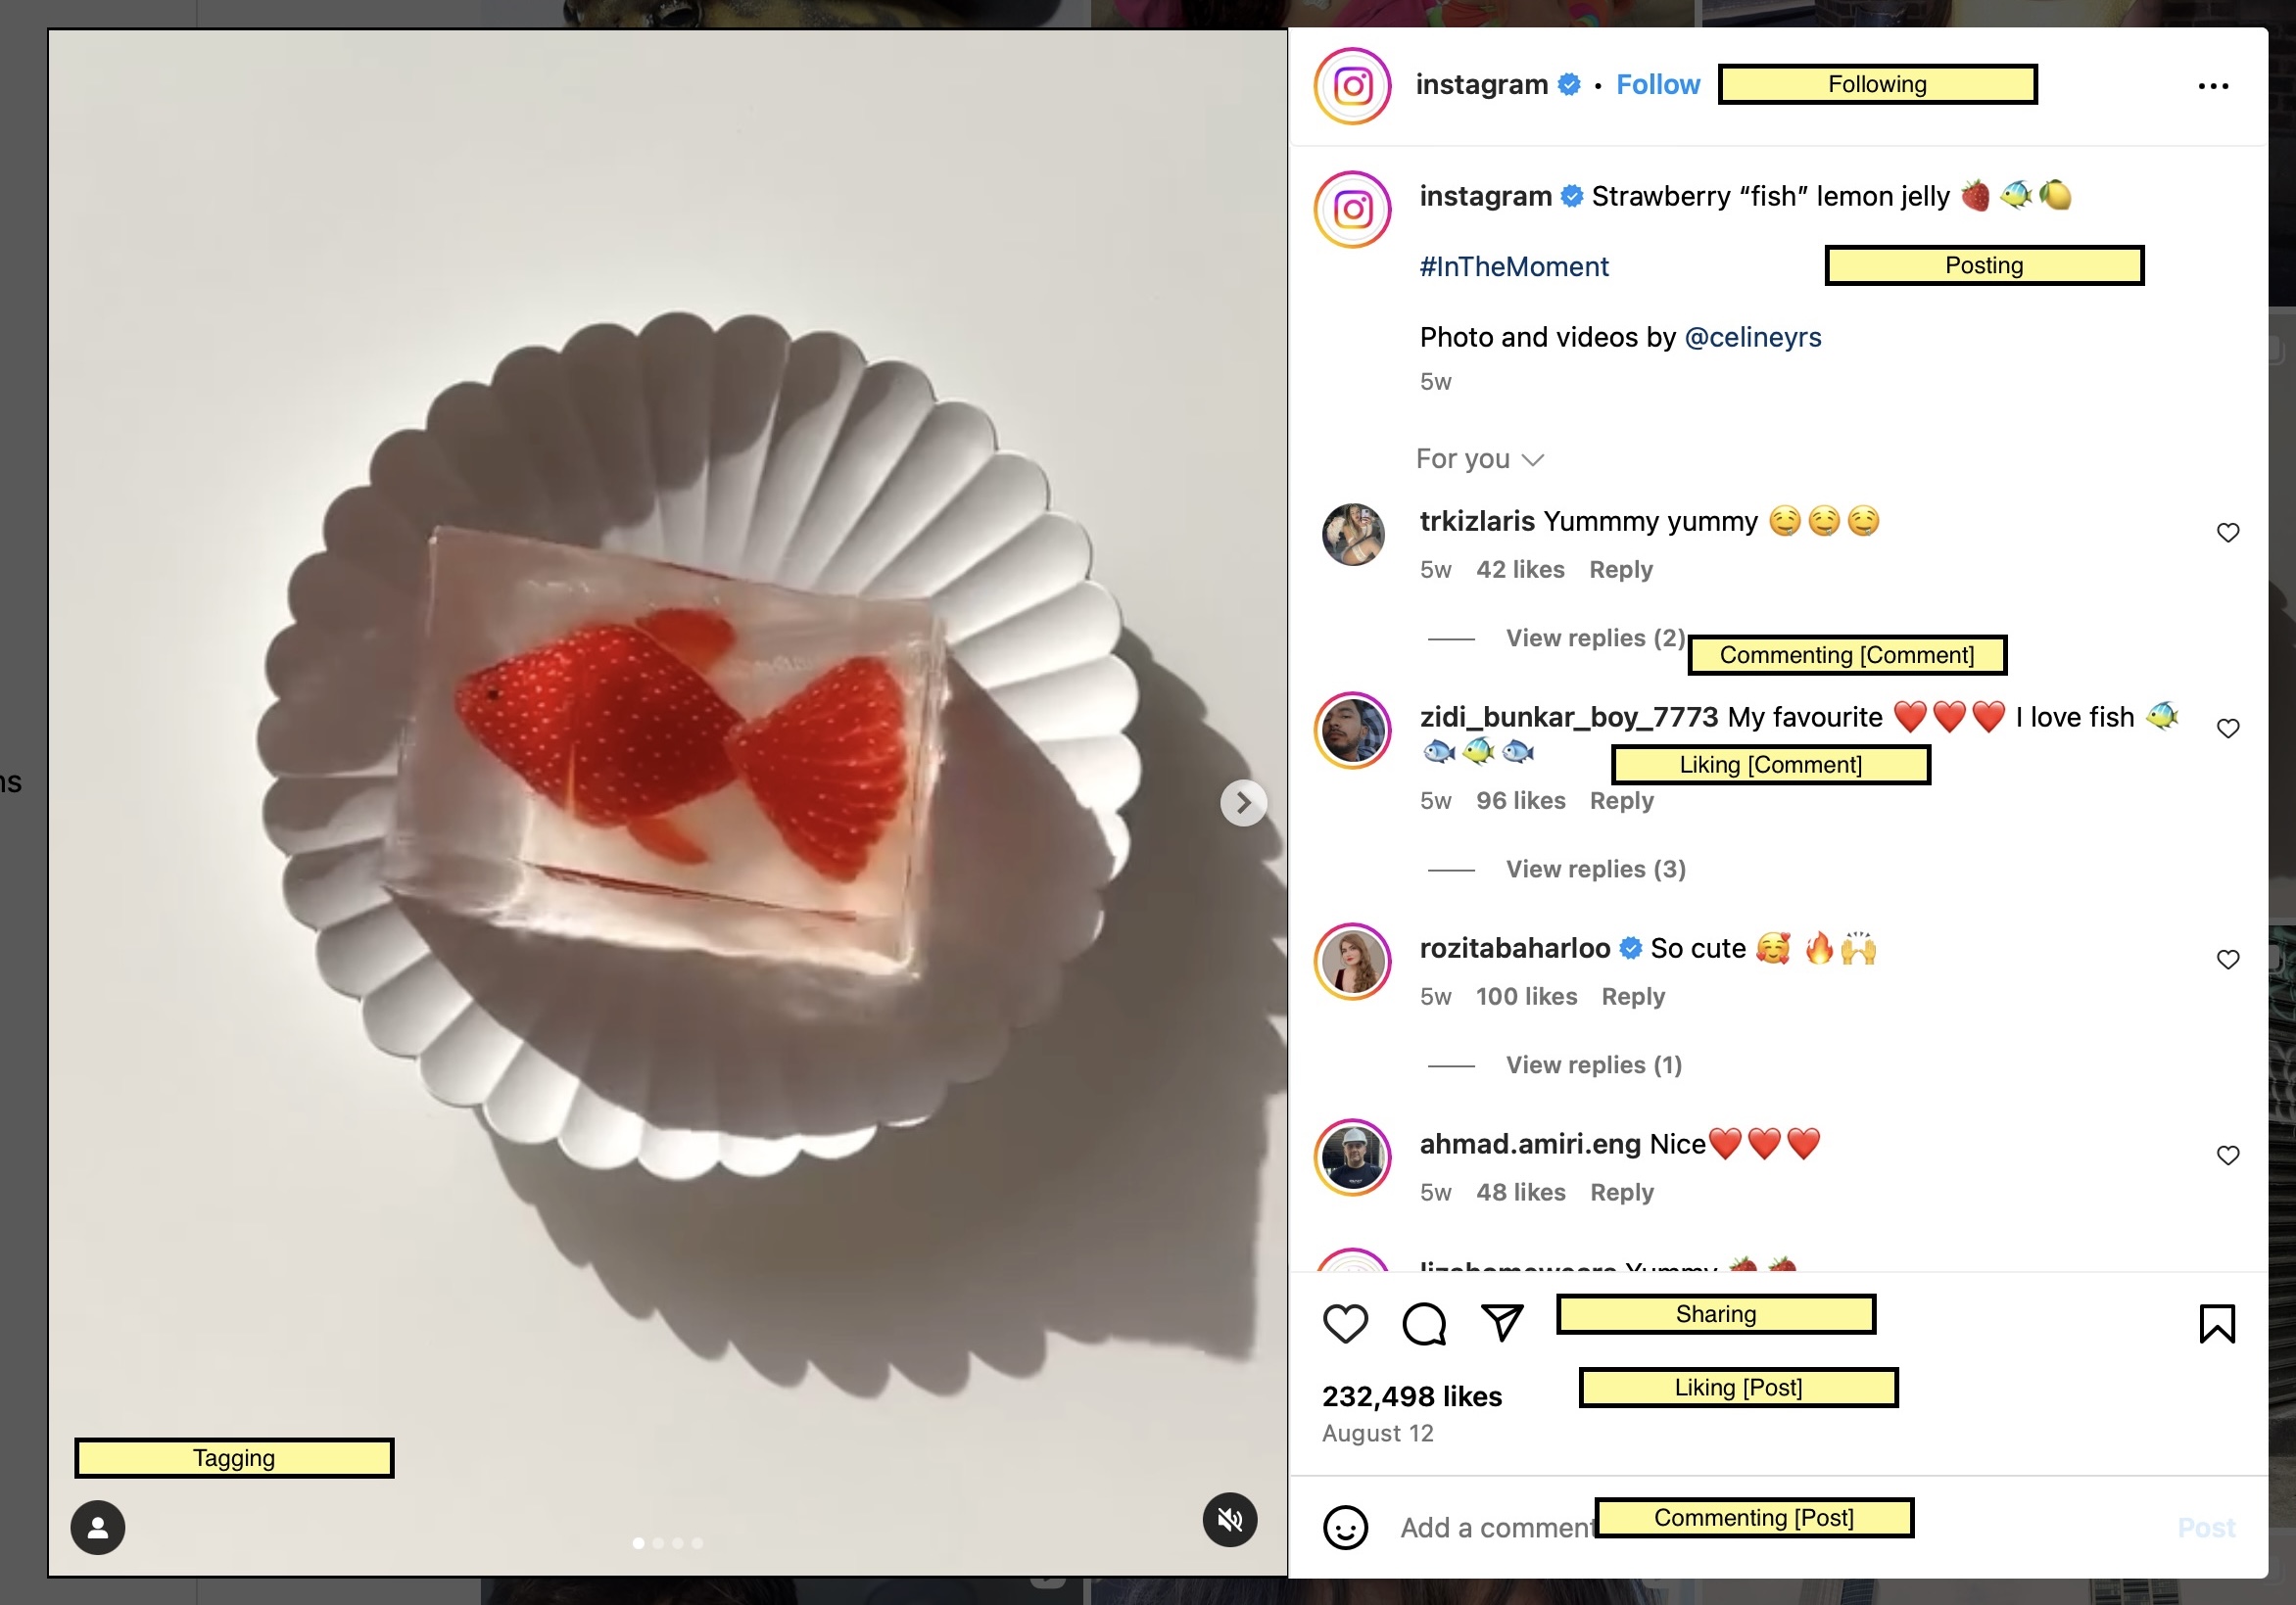 instagram • Follow
Following
instagram Strawberry “fish” lemon jelly 🍓 🐠 🍋
#InTheMoment
Posting
Photo and videos by @celineyrs
5w
For you
trkizlaris Yummmy yummy 🤤 🤤 🤤
5w 42 likes Reply
View replies (2)
Commenting [Comment]
zidi_bunkar_boy_7773 My favourite ❤️❤️❤️ I love fish 🐠
🐟🐠🐟
Liking [Comment]
5w 96 likes Reply
View replies (3)
rozitabaharloo So cute 🥰 🔥🙌
5w 100 likes Reply
View replies (1)
ahmad.amiri.eng Nice❤️❤️❤️
5w 48 likes Reply
Yummy 🍓 🍓
Sharing
232,498 likes
Liking [Post]
August 12
Add a comment
Commenting [Post]
Post
Tagging
ns